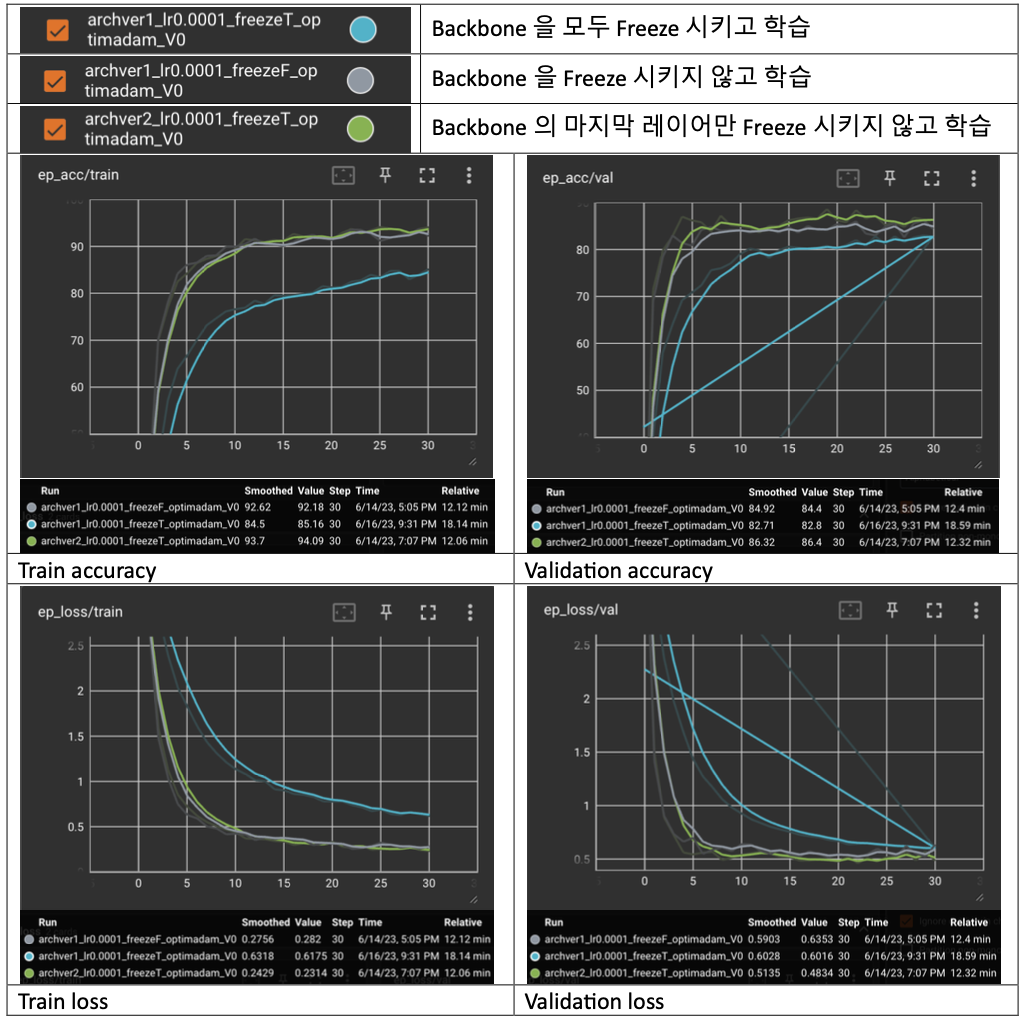 archver1_lr0.0001_freezeT_op
timadam_V0
Backbone 을 모두 Freeze 시키고 학습
archver1_lr0.0001_freezeF_op
timadam_V0
Backbone 을 Freeze 시키지 않고 학습
archver2_lr0.0001_freezeT_op
timadam_V0
Backbone 의 마지막 레이어만 Freeze 시키지 않고 학습
ep_acc/train
90
80
70
60
0 5 10 15 20 25 30
Run Smoothed Value Step Time Relative
archver1_lr0.0001_freezeF_optimadam_V0 92.62 92.18 30 6/14/23, 5:05 PM 12.12 min
archver1_lr0.0001_freezeT_optimadam_V0 84.5 85.16 30 6/16/23, 9:31 PM 18.14 min
archver2_lr0.0001_freezeT_optimadam_V0 93.7 94.09 30 6/14/23, 7:07 PM 12.06 min
Train accuracy
ep_acc/val
80
70
60
50
0 5 10 15 20 25 30
Run Smoothed Value Step Time Relative
archver1_lr0.0001_freezeF_optimadam_V0 84.92 84.4 30 6/14/23, 5:05 PM 12.4 min
archver1_lr0.0001_freezeT_optimadam_V0 82.71 82.8 30 6/16/23, 9:31 PM 18.59 min
archver2_lr0.0001_freezeT_optimadam_V0 86.32 86.4 30 6/14/23, 7:07 PM 12.32 min
Validation accuracy
ep_loss/train
2.5
2
1.5
1
0.5
0 5 10 15 20 25 30
Run Smoothed Value Step Time Relative
archver1_lr0.0001_freezeF_optimadam_V0 0.2756 0.282 30 6/14/23, 5:05 PM 12.12 min
archver1_lr0.0001_freezeT_optimadam_V0 0.6318 0.6175 30 6/16/23, 9:31 PM 18.14 min
archver2_lr0.0001_freezeT_optimadam_V0 0.2429 0.2314 30 6/14/23, 7:07 PM 12.06 min
Train loss
ep_loss/val
2.5
2
1.5
1
0.5
0 5 10 15 20 25 30
Run Smoothed Value Step Time Relative
archver1_lr0.0001_freezeF_optimadam_V0 0.5903 0.6353 30 6/14/23, 5:05 PM 12.4 min
archver1_lr0.0001_freezeT_optimadam_V0 0.6028 0.6016 30 6/16/23, 9:31 PM 18.59 min
archver2_lr0.0001_freezeT_optimadam_V0 0.5135 0.4834 30 6/14/23, 7:07 PM 12.32 min
Validation loss